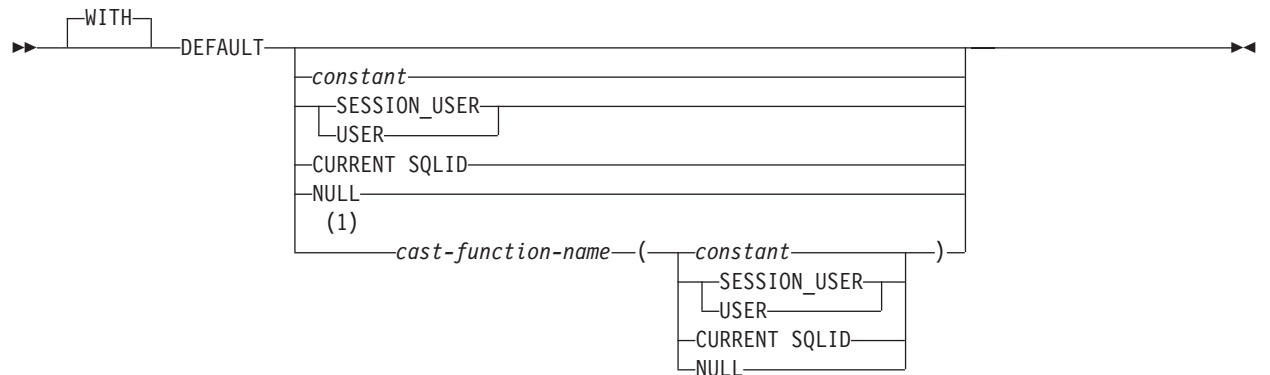 WITH
DEFAULT
constant
SESSION_USER
USER
CURRENT SQLID
NULL
(1)
cast-function-name ( constant )
SESSION_USER
USER
CURRENT SQLID
NULL